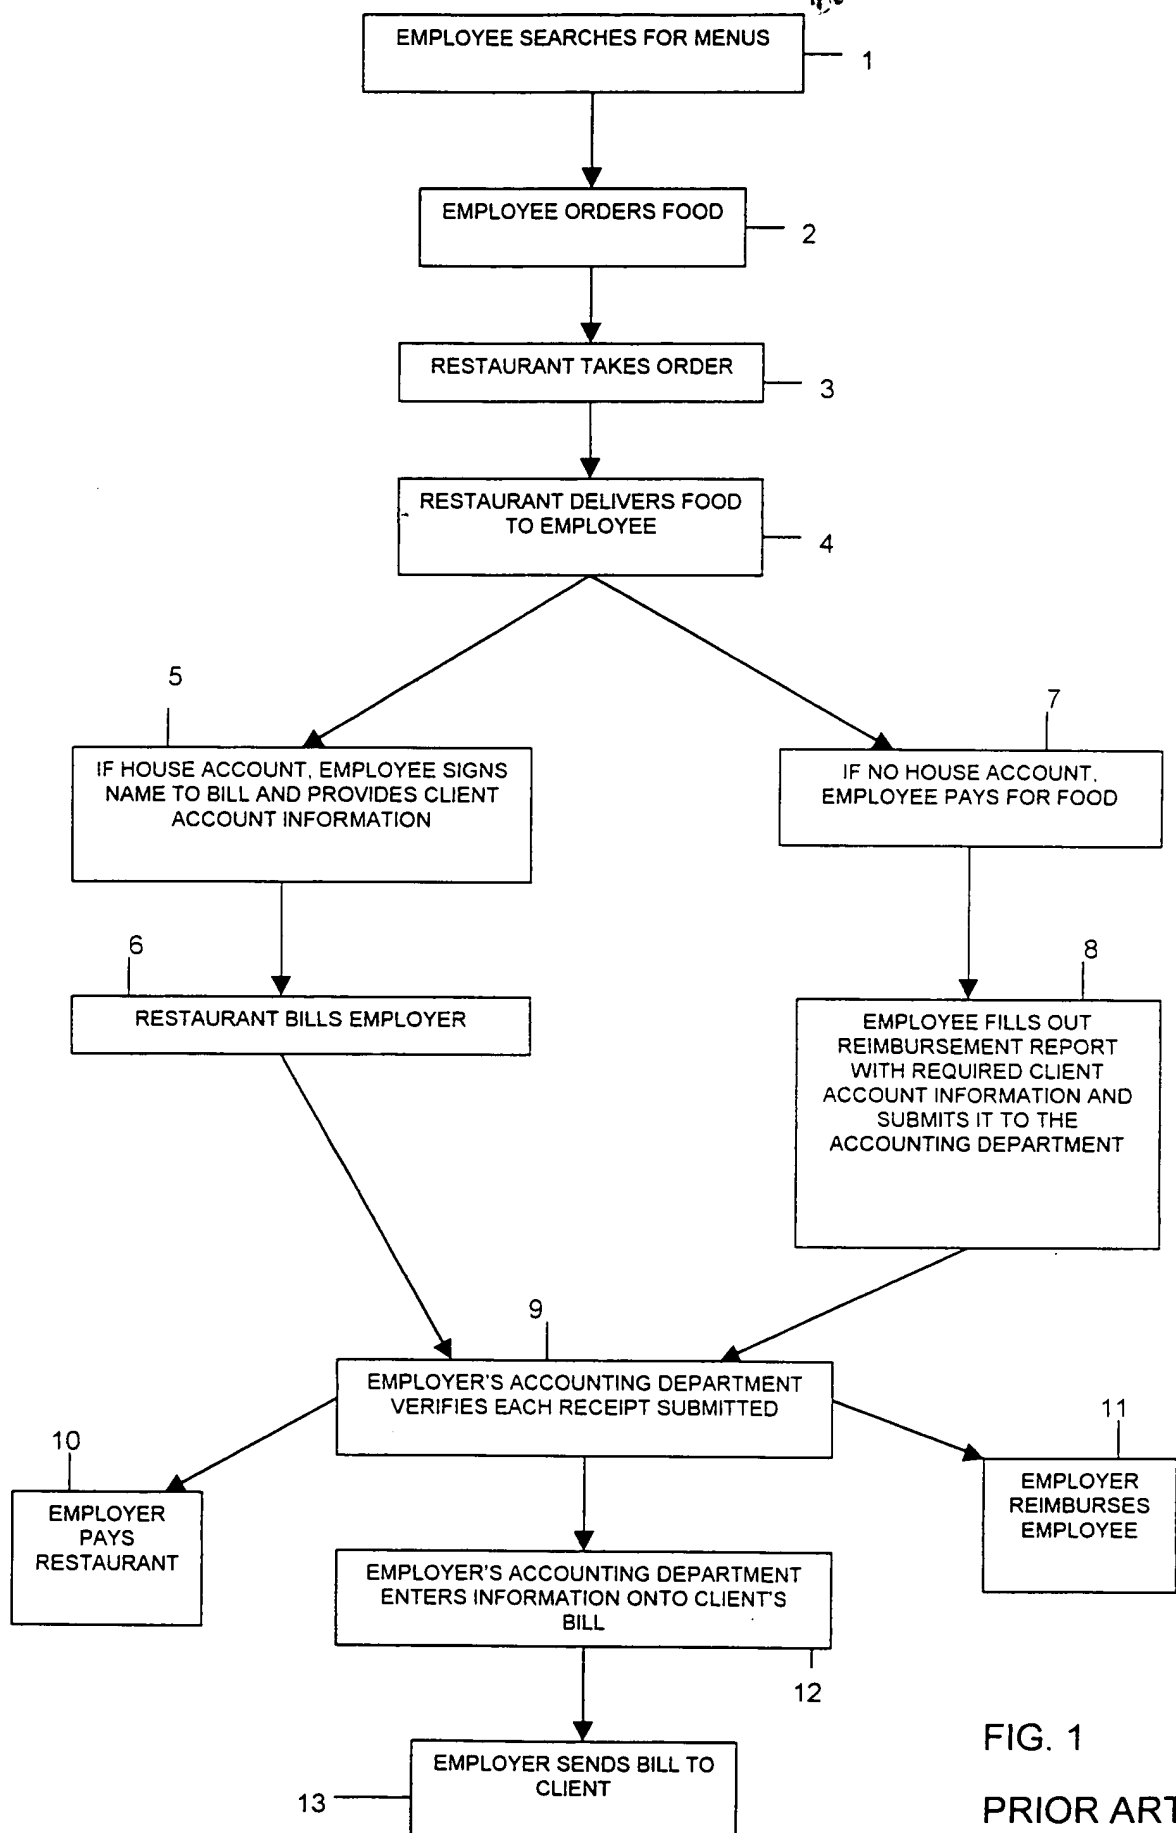 EMPLOYEE SEARCHES FOR MENUS
1
EMPLOYEE ORDERS FOOD
2
RESTAURANT TAKES ORDER
3
RESTAURANT DELIVERS FOOD
TO EMPLOYEE
4
5
IF HOUSE ACCOUNT, EMPLOYEE SIGNS
NAME TO BILL AND PROVIDES CLIENT
ACCOUNT INFORMATION
7
IF NO HOUSE ACCOUNT,
EMPLOYEE PAYS FOR FOOD
6
RESTAURANT BILLS EMPLOYER
8
EMPLOYEE FILLS OUT
REIMBURSEMENT REPORT
WITH REQUIRED CLIENT
ACCOUNT INFORMATION AND
SUBMITS IT TO THE
ACCOUNTING DEPARTMENT
9
EMPLOYER'S ACCOUNTING DEPARTMENT
VERIFIES EACH RECEIPT SUBMITTED
10
EMPLOYER
PAYS
RESTAURANT
11
EMPLOYER
REIMBURSES
EMPLOYEE
EMPLOYER'S ACCOUNTING DEPARTMENT
ENTERS INFORMATION ONTO CLIENT'S
BILL
12
EMPLOYER SENDS BILL TO
CLIENT
13
FIG. 1
PRIOR ART